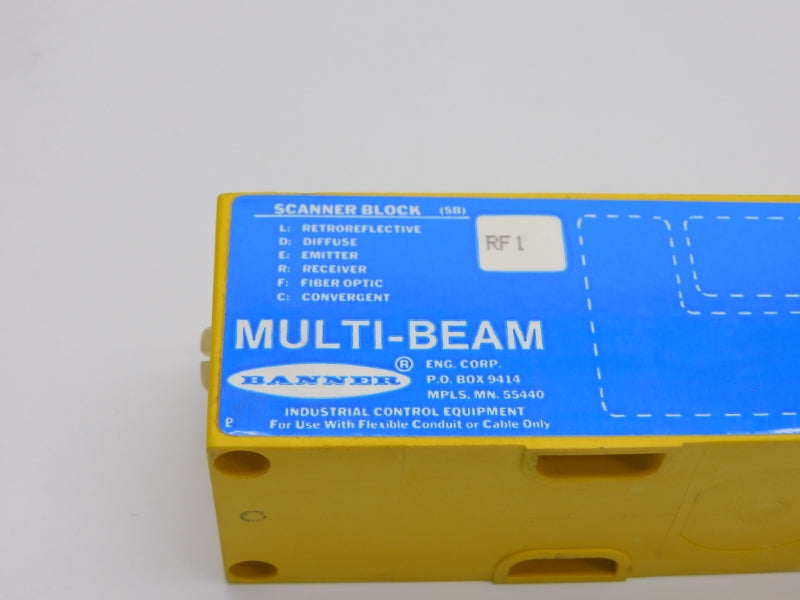 SCANNER BLOCK (SB)
L: RETROREFLECTIVE
D: DIFFUSE
E: EMITTER
R: RECEIVER
F: FIBER OPTIC
C: CONVERGENT
RF1
MULTI-BEAM
BANNER ®
ENG. CORP.
P.O. BOX 9414
MPLS, MN. 55440
INDUSTRIAL CONTROL EQUIPMENT
For Use With Flexible Conduit or Cable Only